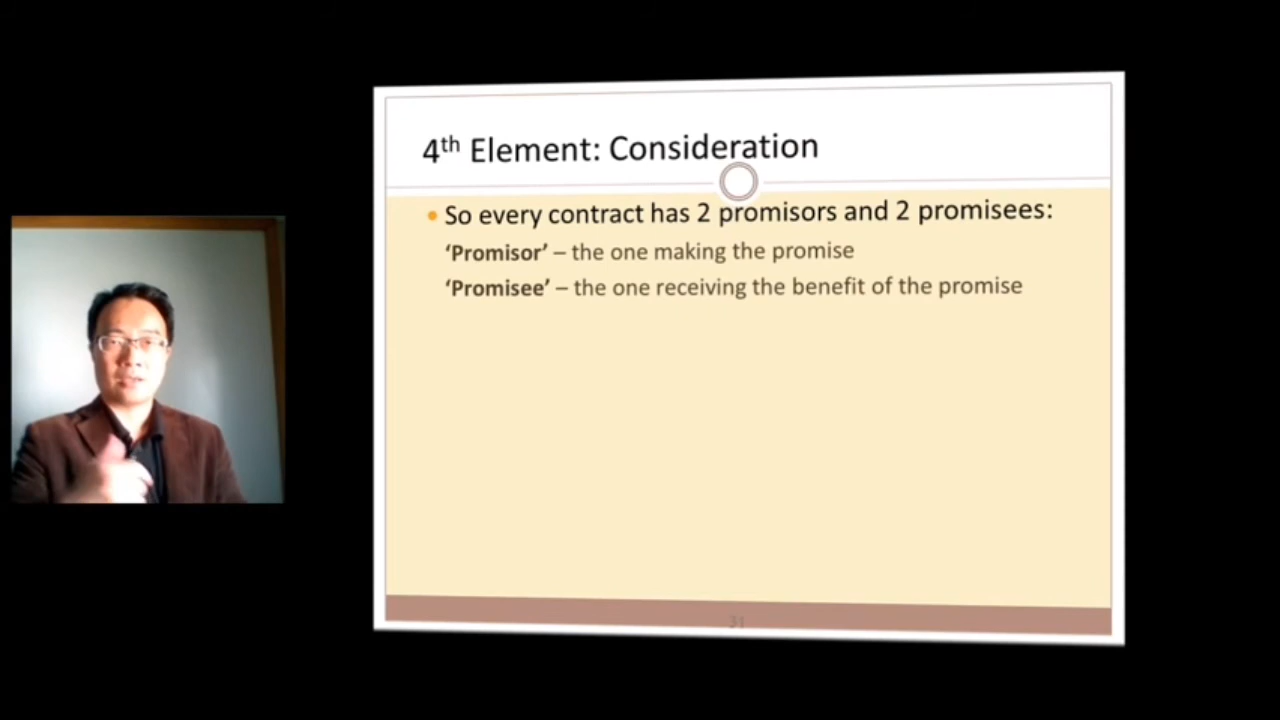 4th Element: Consideration
• So every contract has 2 promisors and 2 promisees:
‘Promisor’ – the one making the promise
‘Promisee’ – the one receiving the benefit of the promise
31